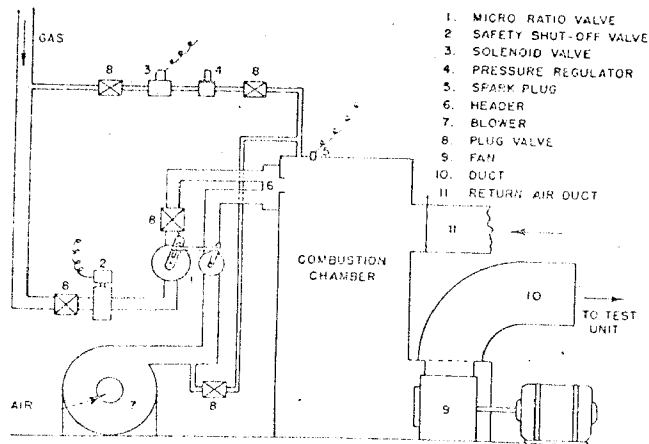 GAS
8
3
4
8
1. MICRO RATIO VALVE
2 SAFETY SHUT-OFF VALVE
3. SOLENOID VALVE
4. PRESSURE REGULATOR
5. SPARK PLUG
6. HEADER
7. BLOWER
8. PLUG VALVE
9. FAN
10. DUCT
11 RETURN AIR DUCT
5
6
8
11
COMBUSTION
CHAMBER
2
1
8
10
TO TEST
UNIT
AIR
7
8
9